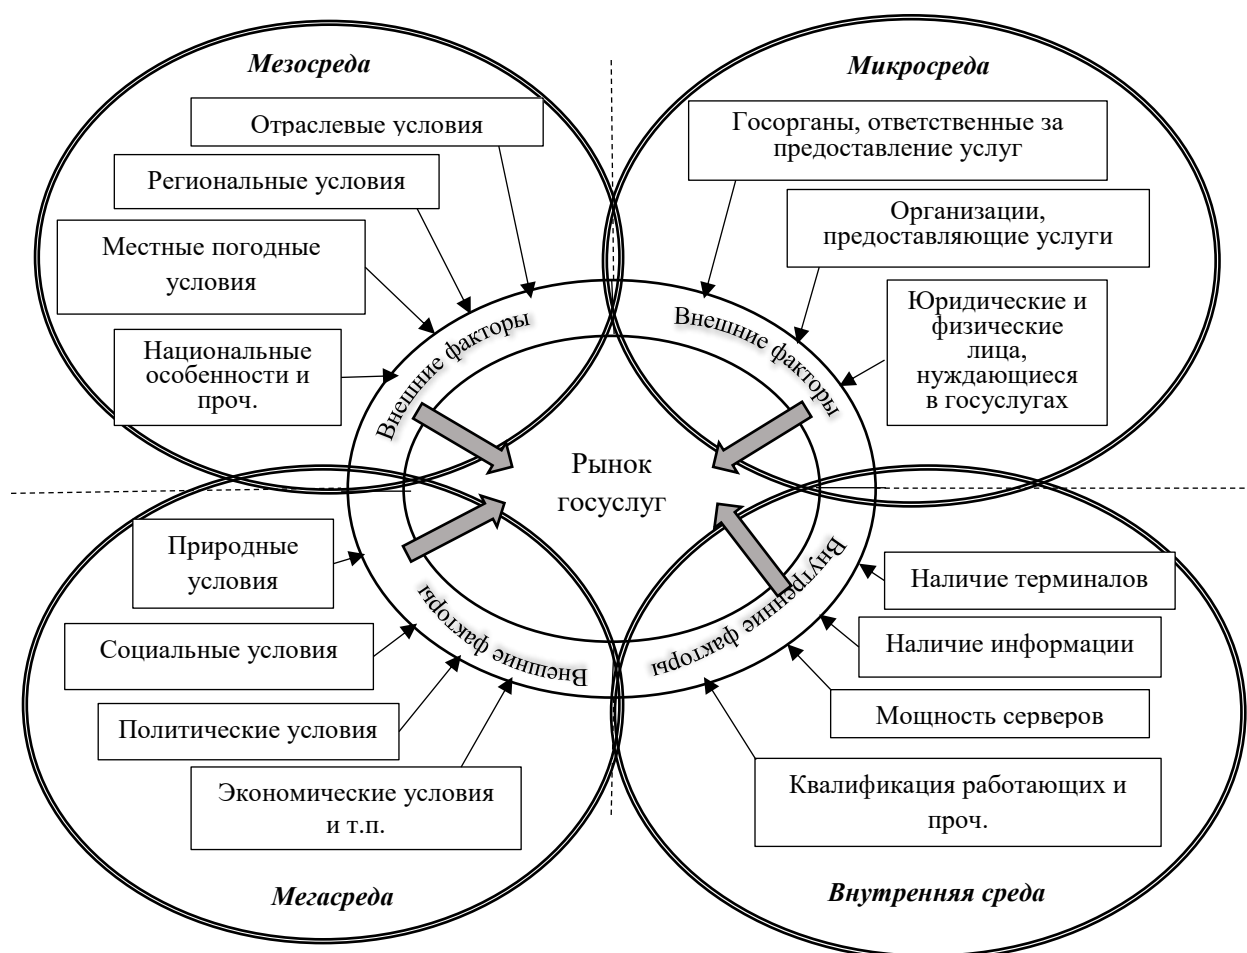 Мезосреда
Отраслевые условия
Региональные условия
Местные погодные
условия
Национальные
особенности и
проч.
Внешние факторы
Микросреда
Госорганы, ответственные за
предоставление услуг
Организации,
предоставляющие услуги
Юридические и
физические
лица,
нуждающиеся
в госуслугах
Внешние факторы
Рынок
госуслуг
Природные
условия
Социальные условия
Политические условия
Экономические условия
и т.п.
Внешние факторы
Мегасреда
Внутренние факторы
Наличие терминалов
Наличие информации
Мощность серверов
Квалификация работающих и
проч.
Внутренняя среда